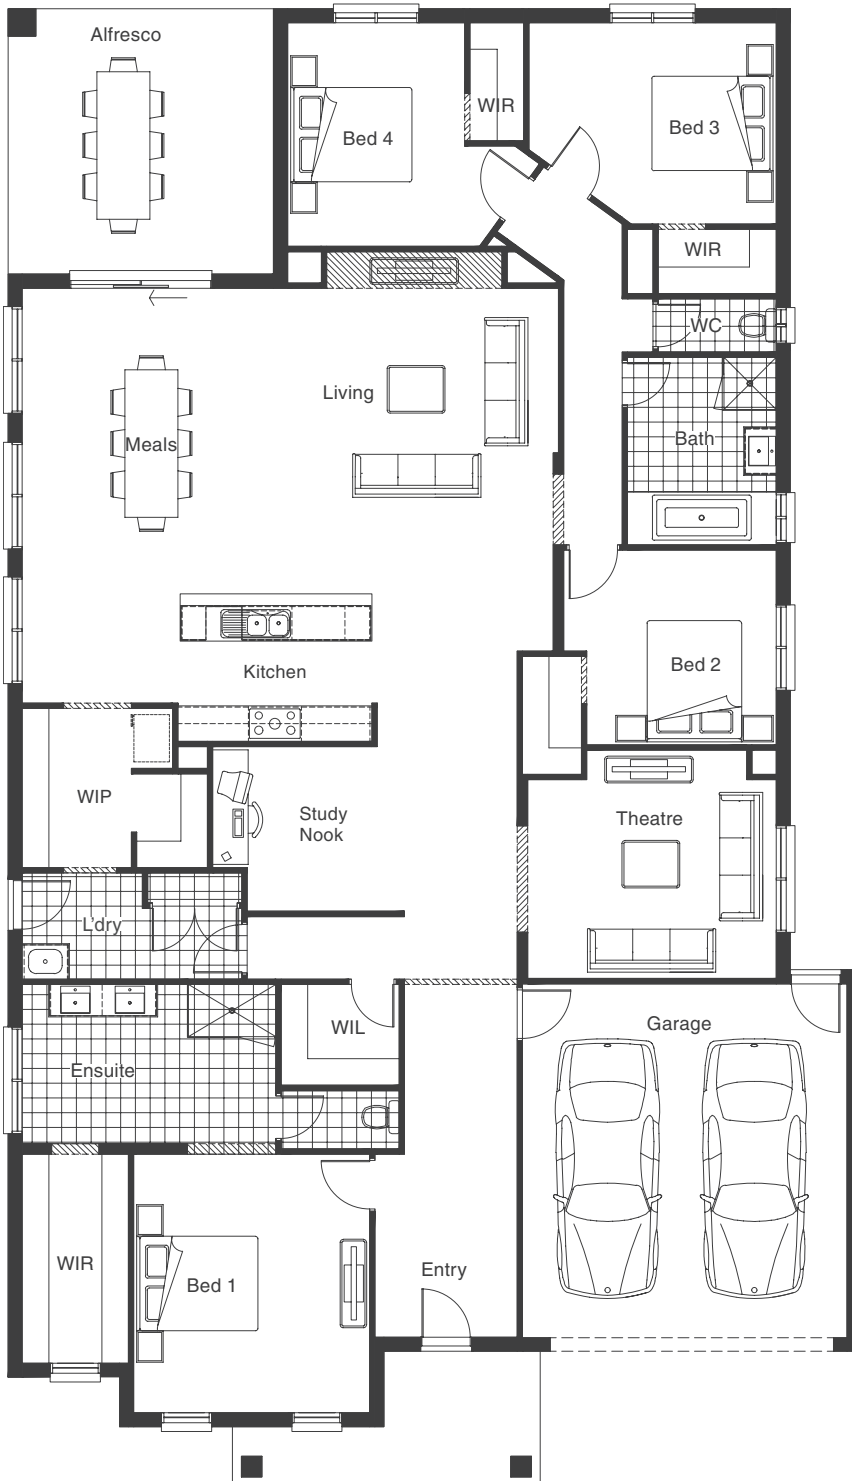 Alfresco
Bed 4
WIR
Bed 3
WIR
WC
Living
Meals
Bath
Kitchen
Bed 2
WIP
Study
Nook
Theatre
L'dry
WIL
Garage
Ensuite
WIR
Bed 1
Entry